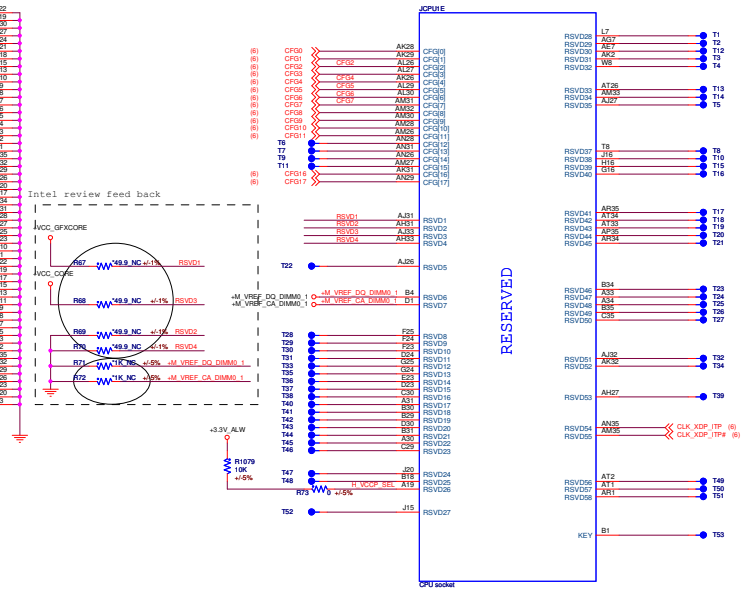 JCPU1E
(6) CFG0 AK28 CFG[0]
(6) CFG1 AK29 CFG[1]
(6) CFG2 CFG2 AL26 CFG[2]
(6) CFG3 AL27 CFG[3]
(6) CFG4 CFG4 AK26 CFG[4]
(6) CFG5 CFG5 AL29 CFG[5]
(6) CFG6 CFG6 AL30 CFG[6]
(6) CFG7 CFG7 AM31 CFG[7]
(6) CFG8 AM32 CFG[8]
(6) CFG9 AM30 CFG[9]
(6) CFG10 AM28 CFG[10]
(6) CFG11 AM26 CFG[11]
T6 AN28 CFG[12]
T7 AN31 CFG[13]
T9 AN26 CFG[14]
T11 AM27 CFG[15]
(6) CFG16 AK31 CFG[16]
(6) CFG17 AN29 CFG[17]
RSVD1 AJ31 RSVD1
RSVD2 AH31 RSVD2
RSVD3 AJ33 RSVD3
RSVD4 AH33 RSVD4
T22 AJ26 RSVD5
+M_VREF_DQ_DIMM0_1 +M_VREF_DQ_DIMM0_1 B4 RSVD6
+M_VREF_CA_DIMM0_1 +M_VREF_CA_DIMM0_1 D1 RSVD7
T28 F25 RSVD8
T29 F24 RSVD9
T30 F23 RSVD10
T31 D24 RSVD11
T33 G25 RSVD12
T35 G24 RSVD13
T36 E23 RSVD14
T37 D23 RSVD15
T38 C30 RSVD16
T40 A31 RSVD17
T41 B30 RSVD18
T42 B29 RSVD19
T43 D30 RSVD20
T44 B31 RSVD21
T45 A30 RSVD22
T46 C29 RSVD23
T47 J20 RSVD24
T48 B18 RSVD25
R73 0 +/-5% H_VCCP_SEL A19 RSVD26
T52 J15 RSVD27
RESERVED
RSVD28 L7 T1
RSVD29 AG7 T2
RSVD30 AE7 T12
RSVD31 AK2 T3
RSVD32 W8 T4
RSVD33 AT26 T13
RSVD34 AM33 T14
RSVD35 AJ27 T5
RSVD37 T8 T8
RSVD38 J16 T10
RSVD39 H16 T15
RSVD40 G16 T16
RSVD41 AR35 T17
RSVD42 AT34 T18
RSVD43 AT33 T19
RSVD44 AP35 T20
RSVD45 AR34 T21
RSVD46 B34 T23
RSVD47 A33 T24
RSVD48 A34 T25
RSVD49 B35 T26
RSVD50 C35 T27
RSVD51 AJ32 T32
RSVD52 AK32 T34
RSVD53 AH27 T39
RSVD54 AN35 CLK_XDP_ITP (6)
RSVD55 AM35 CLK_XDP_ITP# (6)
RSVD56 AT2 T49
RSVD57 AT1 T50
RSVD58 AR1 T51
KEY B1 T53
CPU socket
Intel review feed back
+VCC_GFXCORE
R67 *49.9_NC +/-1% RSVD1
+VCC_CORE
R68 *49.9_NC +/-1% RSVD3
R69 *49.9_NC +/-1% RSVD2
R70 *49.9_NC +/-1% RSVD4
R71 *1K_NC +/-5% +M_VREF_DQ_DIMM0_1
R72 *1K_NC +/-5% +M_VREF_CA_DIMM0_1
+3.3V_ALW
R1079
10K
+/-5%